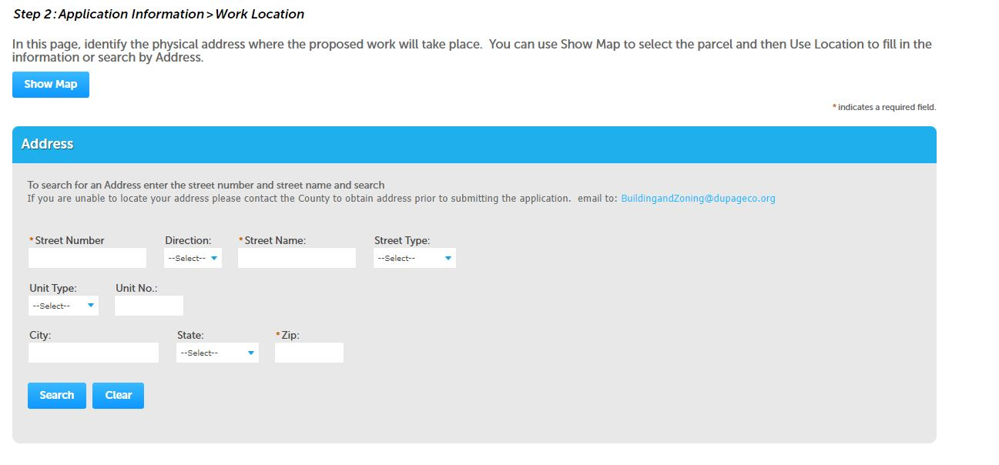 Step 2: Application Information > Work Location
In this page, identify the physical address where the proposed work will take place.  You can use Show Map to select the parcel and then Use Location to fill in the
information or search by Address.
Show Map
* indicates a required field.
Address
To search for an Address enter the street number and street name and search
If you are unable to locate your address please contact the County to obtain address prior to submitting the application.  email to: BuildingandZoning@dupageco.org
* Street Number Direction: * Street Name: Street Type:
--Select-- --Select--
Unit Type: Unit No.:
--Select--
City: State: * Zip:
--Select--
Search Clear